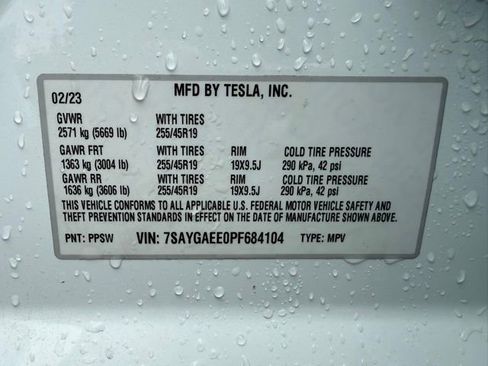 MFD BY TESLA, INC.
02/23
GVWR WITH TIRES
2571 kg (5669 lb) 255/45R19
GAWR FRT WITH TIRES RIM COLD TIRE PRESSURE
1363 kg (3004 lb) 255/45R19 19X9.5J 290 kPa, 42 psi
GAWR RR WITH TIRES RIM COLD TIRE PRESSURE
1636 kg (3606 lb) 255/45R19 19X9.5J 290 kPa, 42 psi
THIS VEHICLE CONFORMS TO ALL APPLICABLE U.S. FEDERAL MOTOR VEHICLE SAFETY AND
THEFT PREVENTION STANDARDS IN EFFECT ON THE DATE OF MANUFACTURE SHOWN ABOVE.
PNT: PPSW VIN: 7SAYGAEE0PF684104 TYPE: MPV